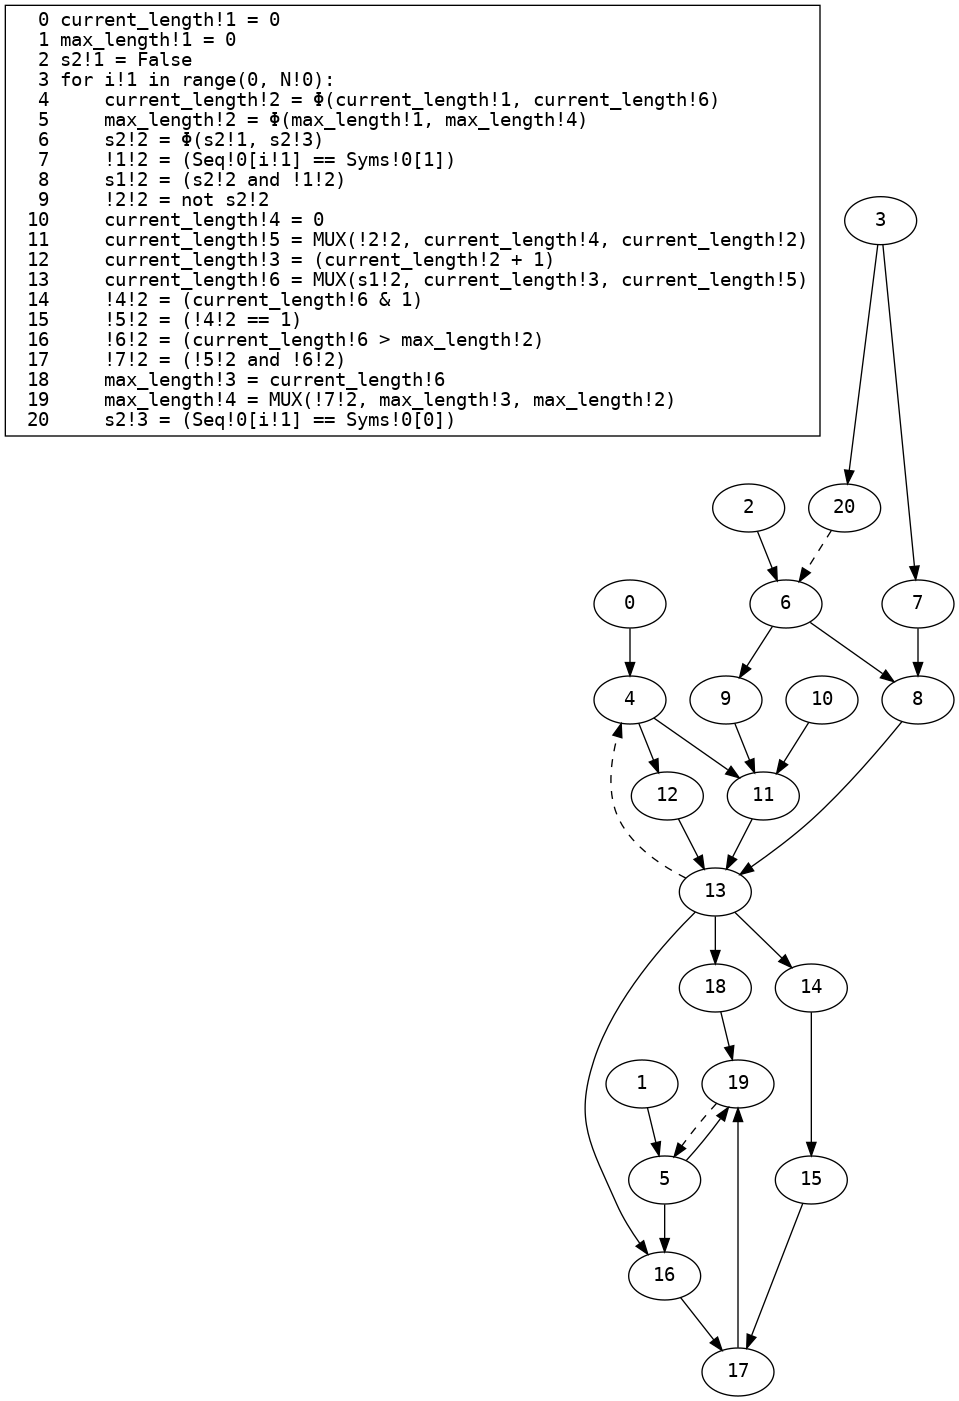 0 current_length!1 = 0
1 max_length!1 = 0
2 s2!1 = False
3 for i!1 in range(0, N!0):
4     current_length!2 = Φ(current_length!1, current_length!6)
5     max_length!2 = Φ(max_length!1, max_length!4)
6     s2!2 = Φ(s2!1, s2!3)
7     !1!2 = (Seq!0[i!1] == Syms!0[1])
8     s1!2 = (s2!2 and !1!2)
9     !2!2 = not s2!2
10     current_length!4 = 0
11     current_length!5 = MUX(!2!2, current_length!4, current_length!2)
12     current_length!3 = (current_length!2 + 1)
13     current_length!6 = MUX(s1!2, current_length!3, current_length!5)
14     !4!2 = (current_length!6 & 1)
15     !5!2 = (!4!2 == 1)
16     !6!2 = (current_length!6 > max_length!2)
17     !7!2 = (!5!2 and !6!2)
18     max_length!3 = current_length!6
19     max_length!4 = MUX(!7!2, max_length!3, max_length!2)
20     s2!3 = (Seq!0[i!1] == Syms!0[0])
3
2
20
0
6
7
4
9
10
8
12
11
13
18
14
1
19
5
15
16
17